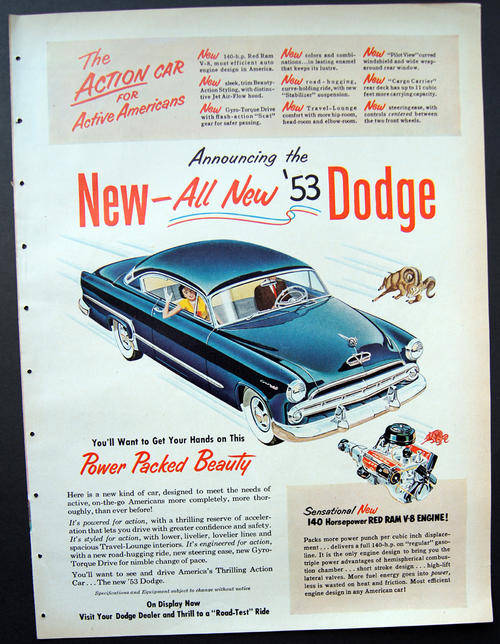 The
ACTION CAR
FOR
Active Americans
New 140-h.p. Red Ram
V-8, most efficient auto
engine design in America.
New sleek, trim Beauty-
Action Styling, with distinc-
tive Jet Air-Flow hood.
New Gyro-Torque Drive
with flash-action "Scat"
gear for safer passing.
New colors and combi-
nations...in lasting enamel
that keeps its lustre.
New road-hugging,
curve-holding ride, with new
"Stabilizer" suspension.
New Travel-Lounge
comfort with more hip-room,
head-room and elbow-room.
New "Pilot View" curved
windshield and wide wrap-
around rear window.
New "Cargo Carrier"
rear deck has up to 11 cubic
feet more carrying capacity.
New steering ease, with
controls centered between
the two front wheels.
Announcing the
New-All New '53 Dodge
You'll Want to Get Your Hands on This
Power Packed Beauty
Here is a new kind of car, designed to meet the needs of
active, on-the-go Americans more completely, more thor-
oughly, than ever before!
It's powered for action, with a thrilling reserve of acceler-
ation that lets you drive with greater confidence and safety.
It's styled for action, with lower, livelier, lovelier lines and
spacious Travel-Lounge interiors. It's engineered for action,
with a new road-hugging ride, new steering ease, new Gyro-
Torque Drive for nimble change of pace.
You'll want to see and drive America's Thrilling Action
Car...The new '53 Dodge.
Specifications and Equipment subject to change without notice
On Display Now
Visit Your Dodge Dealer and Thrill to a "Road-Test" Ride
Sensational New
140 Horsepower RED RAM V-8 ENGINE!
Packs more power punch per cubic inch displace-
ment...delivers a full 140-h.p. on "regular" gaso-
line. It is the only engine design to bring you the
triple power advantages of hemispherical combus-
tion chamber...short stroke design...high-lift
lateral valves. More fuel energy goes into power,
less is wasted on heat and friction. Most efficient
engine design in any American car!